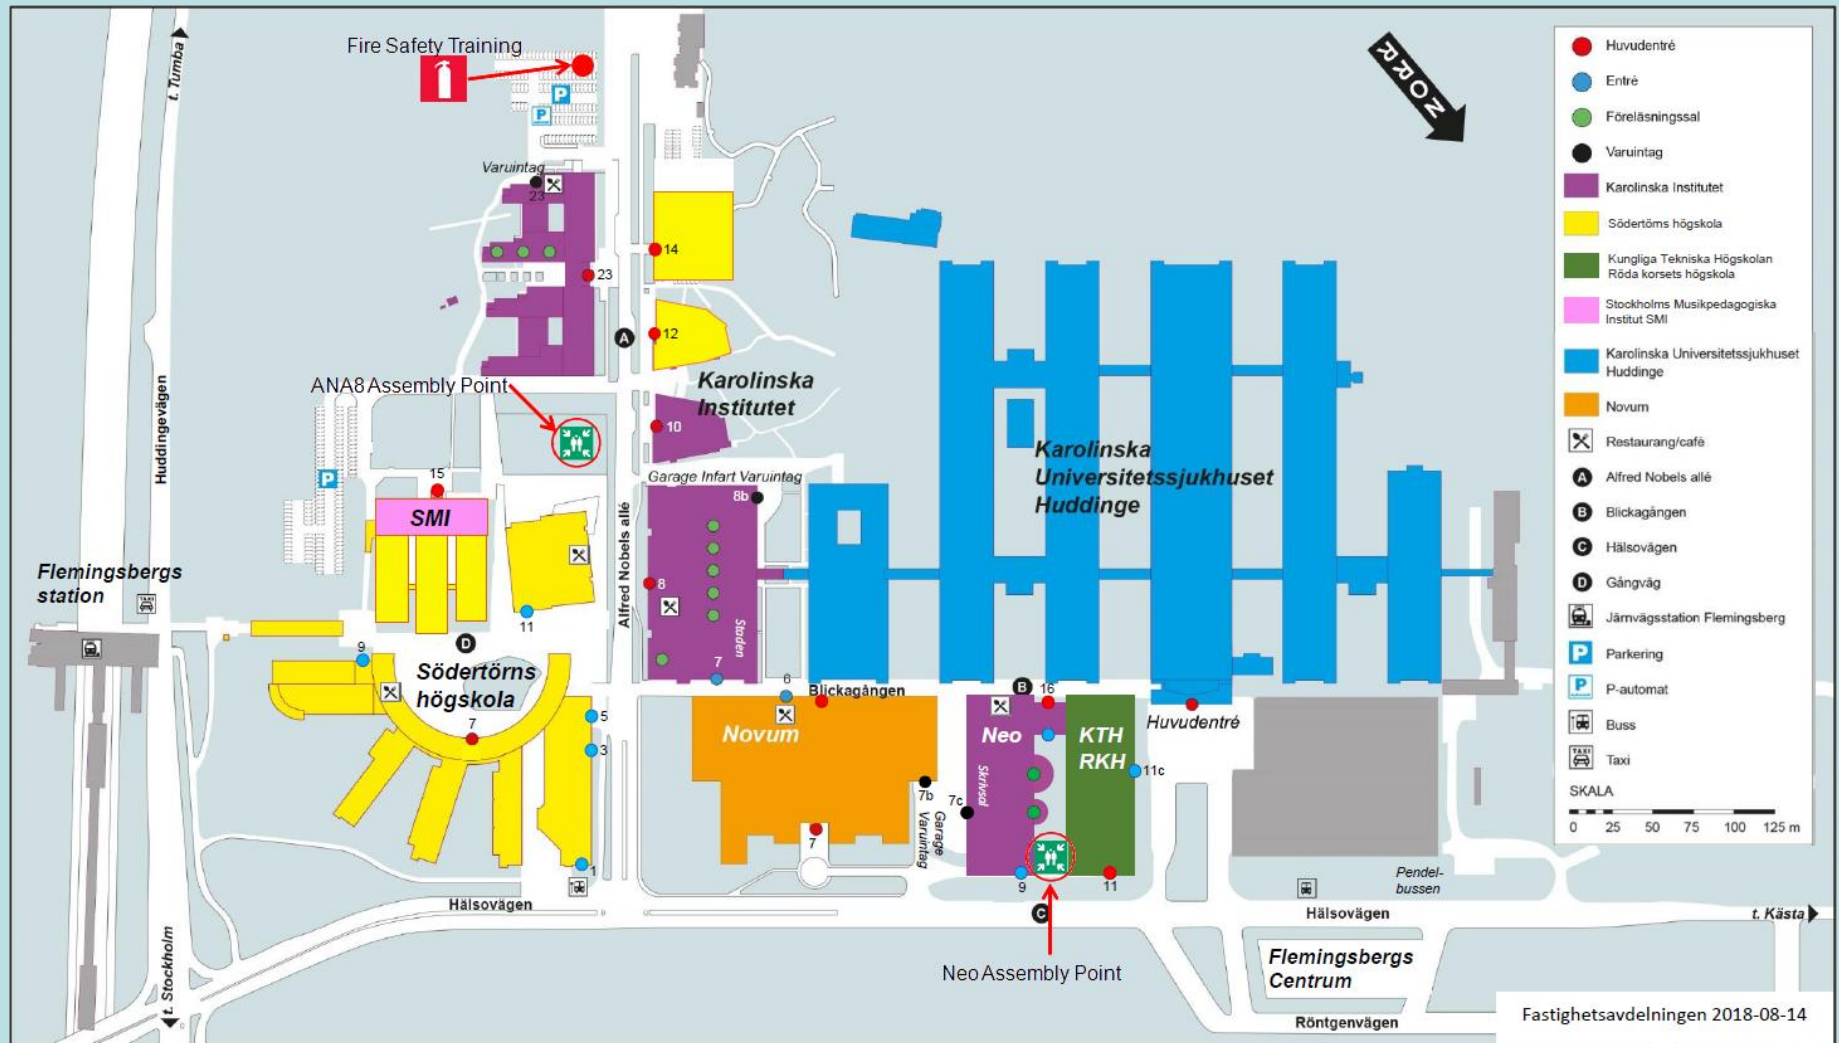 t. Tumba
Fire Safety Training
P
P
NORR
Varuintag
23
14
23
12
A
ANA8 Assembly Point
Karolinska
Institutet
10
Huddingevägen
P
15
SMI
Garage Infart Varuintag
8b
Karolinska
Universitetssjukhuset
Huddinge
Alfred Nobels allé
8
Staden
Flemingsbergs
station
TAXI
11
9
D
Södertörns
högskola
7
7
6
Blickagången
B
16
5
3
1
Novum
Neo
Skrivsal
KTH
RKH
Huvudentré
11c
7b
7c
Garage
Varuintag
7
9
11
Hälsovägen
C
Pendel-
bussen
Hälsovägen
t. Kästa
t. Stockholm
Neo Assembly Point
Flemingsbergs
Centrum
Röntgenvägen
Huvudentré
Entré
Föreläsningssal
Varuintag
Karolinska Institutet
Södertörns högskola
Kungliga Tekniska Högskolan
Röda korsets högskola
Stockholms Musikpedagogiska
Institut SMI
Karolinska Universitetssjukhuset
Huddinge
Novum
Restaurang/café
A Alfred Nobels allé
B Blickagången
C Hälsovägen
D Gångväg
Järnvägsstation Flemingsberg
P Parkering
P P-automat
Buss
TAXI Taxi
SKALA
0 25 50 75 100 125 m
Fastighetsavdelningen 2018-08-14